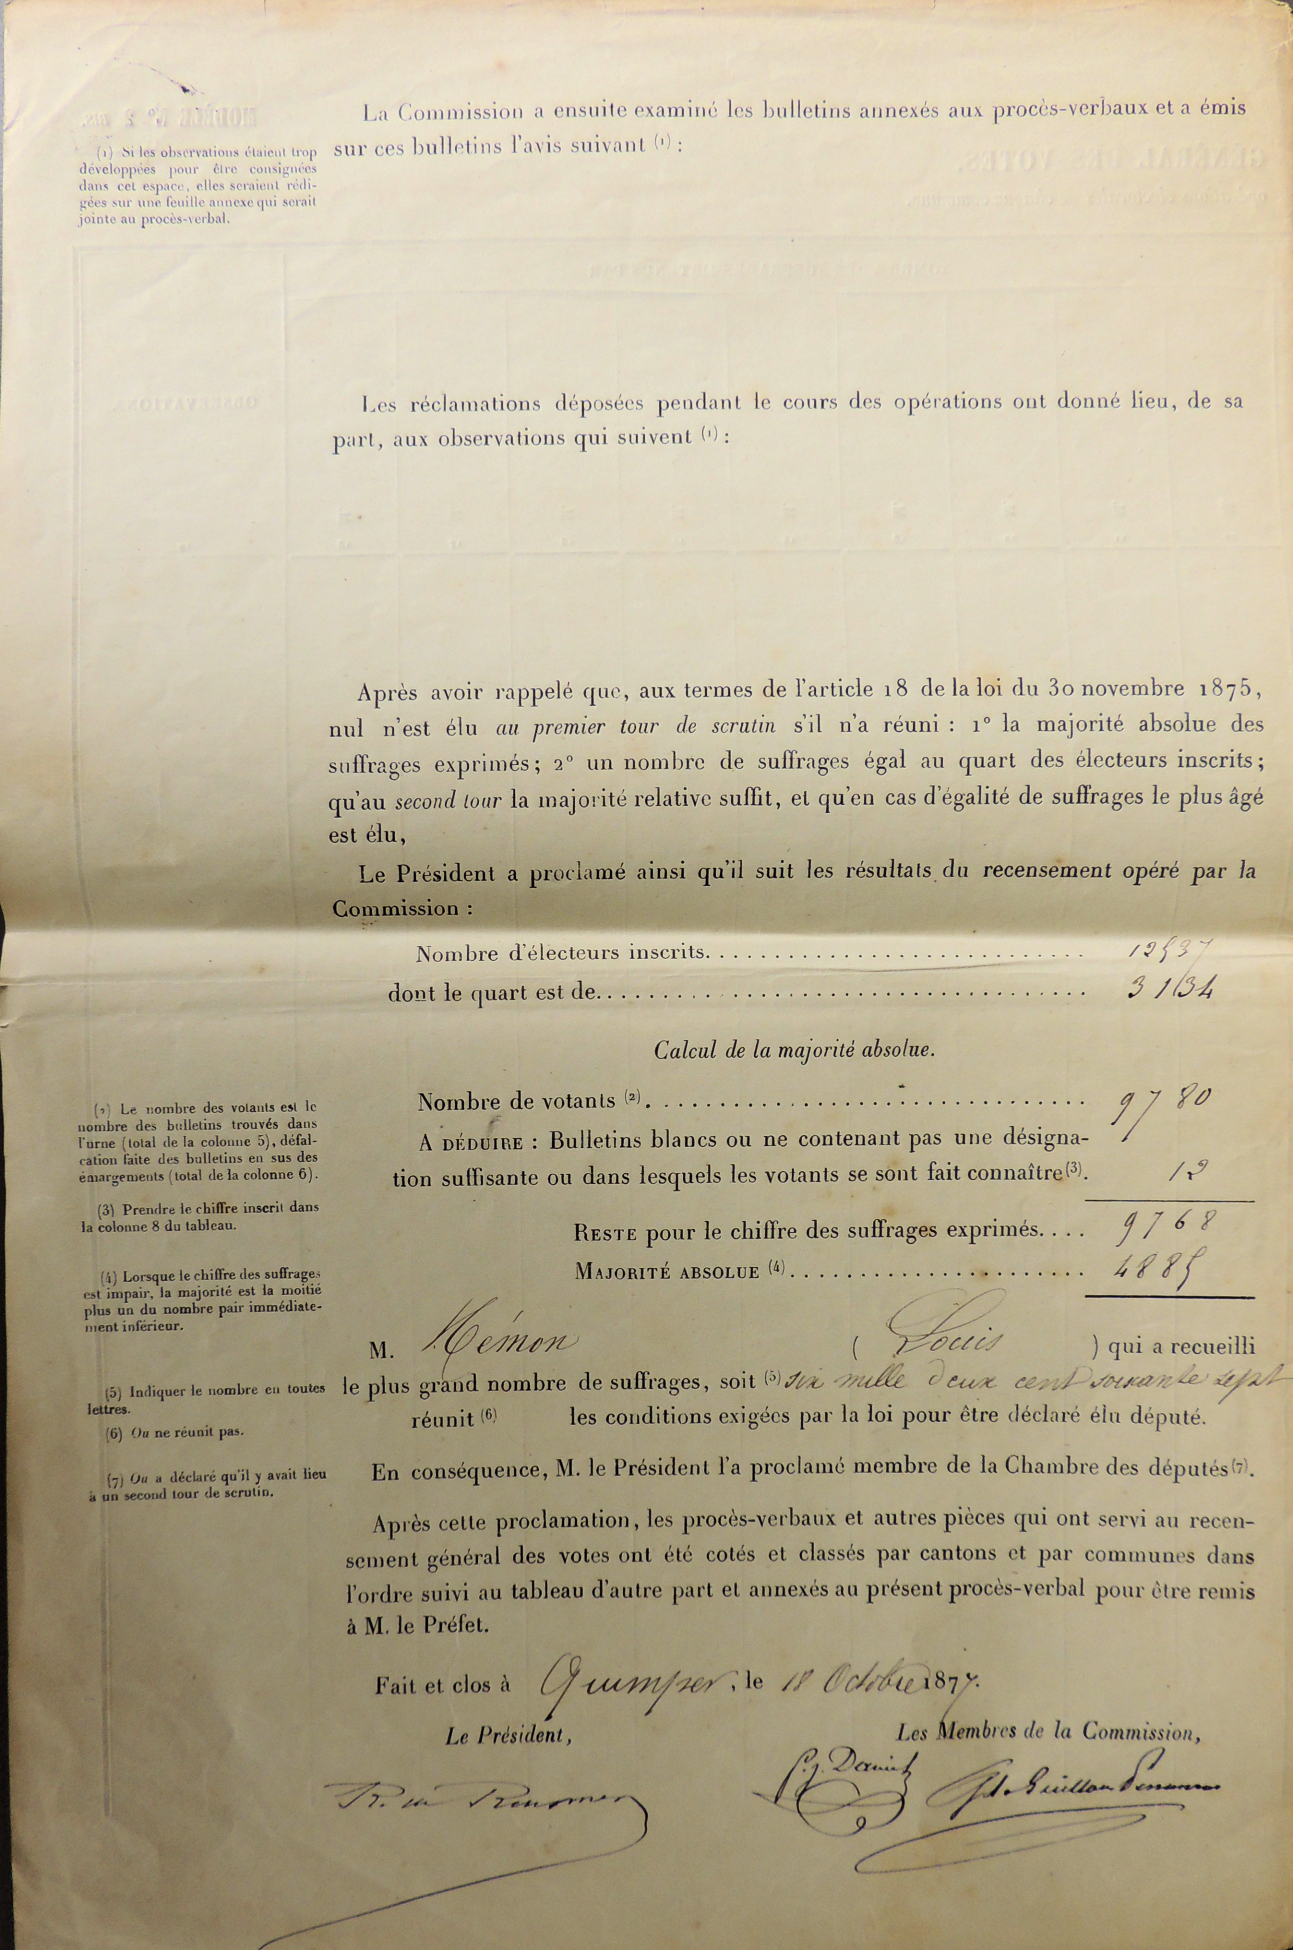 La Commission a ensuite examiné les bulletins annexés aux procès-verbaux et a émis
sur ces bulletins l'avis suivant (1) :
(1) Si les observations étaient trop
développées pour être consignées
dans cet espace, elles seraient rédi-
gées sur une feuille annexe qui serait
jointe au procès-verbal.
Les réclamations déposées pendant le cours des opérations ont donné lieu, de sa
part, aux observations qui suivent (1) :
Après avoir rappelé que, aux termes de l'article 18 de la loi du 30 novembre 1875,
nul n'est élu au premier tour de scrutin s'il n'a réuni : 1° la majorité absolue des
suffrages exprimés; 2° un nombre de suffrages égal au quart des électeurs inscrits;
qu'au second tour la majorité relative suffit, et qu'en cas d'égalité de suffrages le plus âgé
est élu,
Le Président a proclamé ainsi qu'il suit les résultats du recensement opéré par la
Commission :
Nombre d'électeurs inscrits. 12537
dont le quart est de. 3134
Calcul de la majorité absolue.
Nombre de votants (2). 9780
A DÉDUIRE : Bulletins blancs ou ne contenant pas une désigna-
tion suffisante ou dans lesquels les votants se sont fait connaître (3). 12
RESTE pour le chiffre des suffrages exprimés. 9768
MAJORITÉ ABSOLUE (4). 4885
(2) Le nombre des votants est le
nombre des bulletins trouvés dans
l'urne (total de la colonne 5), défal-
cation faite des bulletins en sus des
émargements (total de la colonne 6).
(3) Prendre le chiffre inscrit dans
la colonne 8 du tableau.
(4) Lorsque le chiffre des suffrages
est impair, la majorité est la moitié
plus un du nombre pair immédiate-
ment inférieur.
M. Hémon ( Louis ) qui a recueilli
le plus grand nombre de suffrages, soit (5) six mille deux cent soixante sept
réunit (6) les conditions exigées par la loi pour être déclaré élu député.
(5) Indiquer le nombre en toutes
lettres.
(6) Ou ne réunit pas.
(7) Ou a déclaré qu'il y avait lieu
à un second tour de scrutin.
En conséquence, M. le Président l'a proclamé membre de la Chambre des députés (7).
Après cette proclamation, les procès-verbaux et autres pièces qui ont servi au recen-
sement général des votes ont été cotés et classés par cantons et par communes dans
l'ordre suivi au tableau d'autre part et annexés au présent procès-verbal pour être remis
à M. le Préfet.
Fait et clos à Quimper, le 18 Octobre 1877.
Le Président, Les Membres de la Commission,